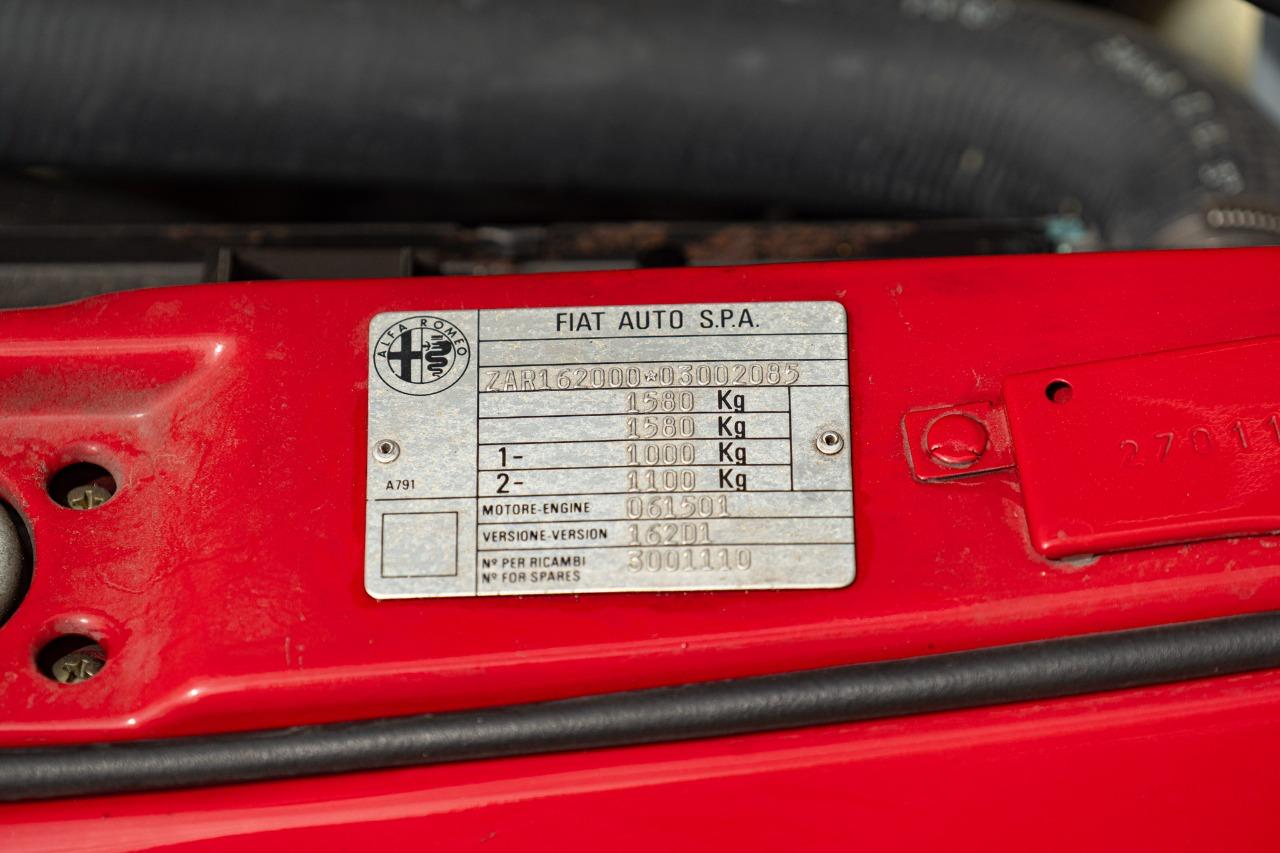 FIAT AUTO S.P.A.
ALFA ROMEO
ZAR162000*03002085
1580 Kg
1580 Kg
1- 1000 Kg
2- 1100 Kg
A791
MOTORE-ENGINE 061501
VERSIONE-VERSION 162D1
Nº PER RICAMBI
Nº FOR SPARES
3001110
27011